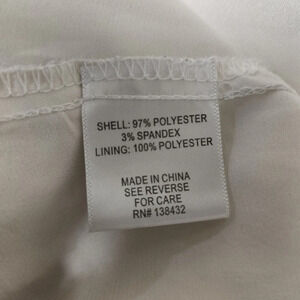 SHELL: 97% POLYESTER
3% SPANDEX
LINING: 100% POLYESTER
MADE IN CHINA
SEE REVERSE
FOR CARE
RN# 138432